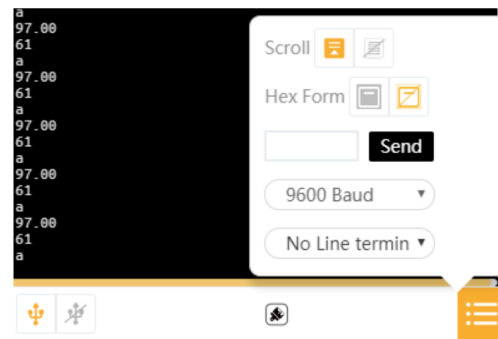 a
97.00
61
a
97.00
61
a
97.00
61
a
97.00
61
a
97.00
61
a
Scroll
Hex Form
Send
9600 Baud
No Line termin